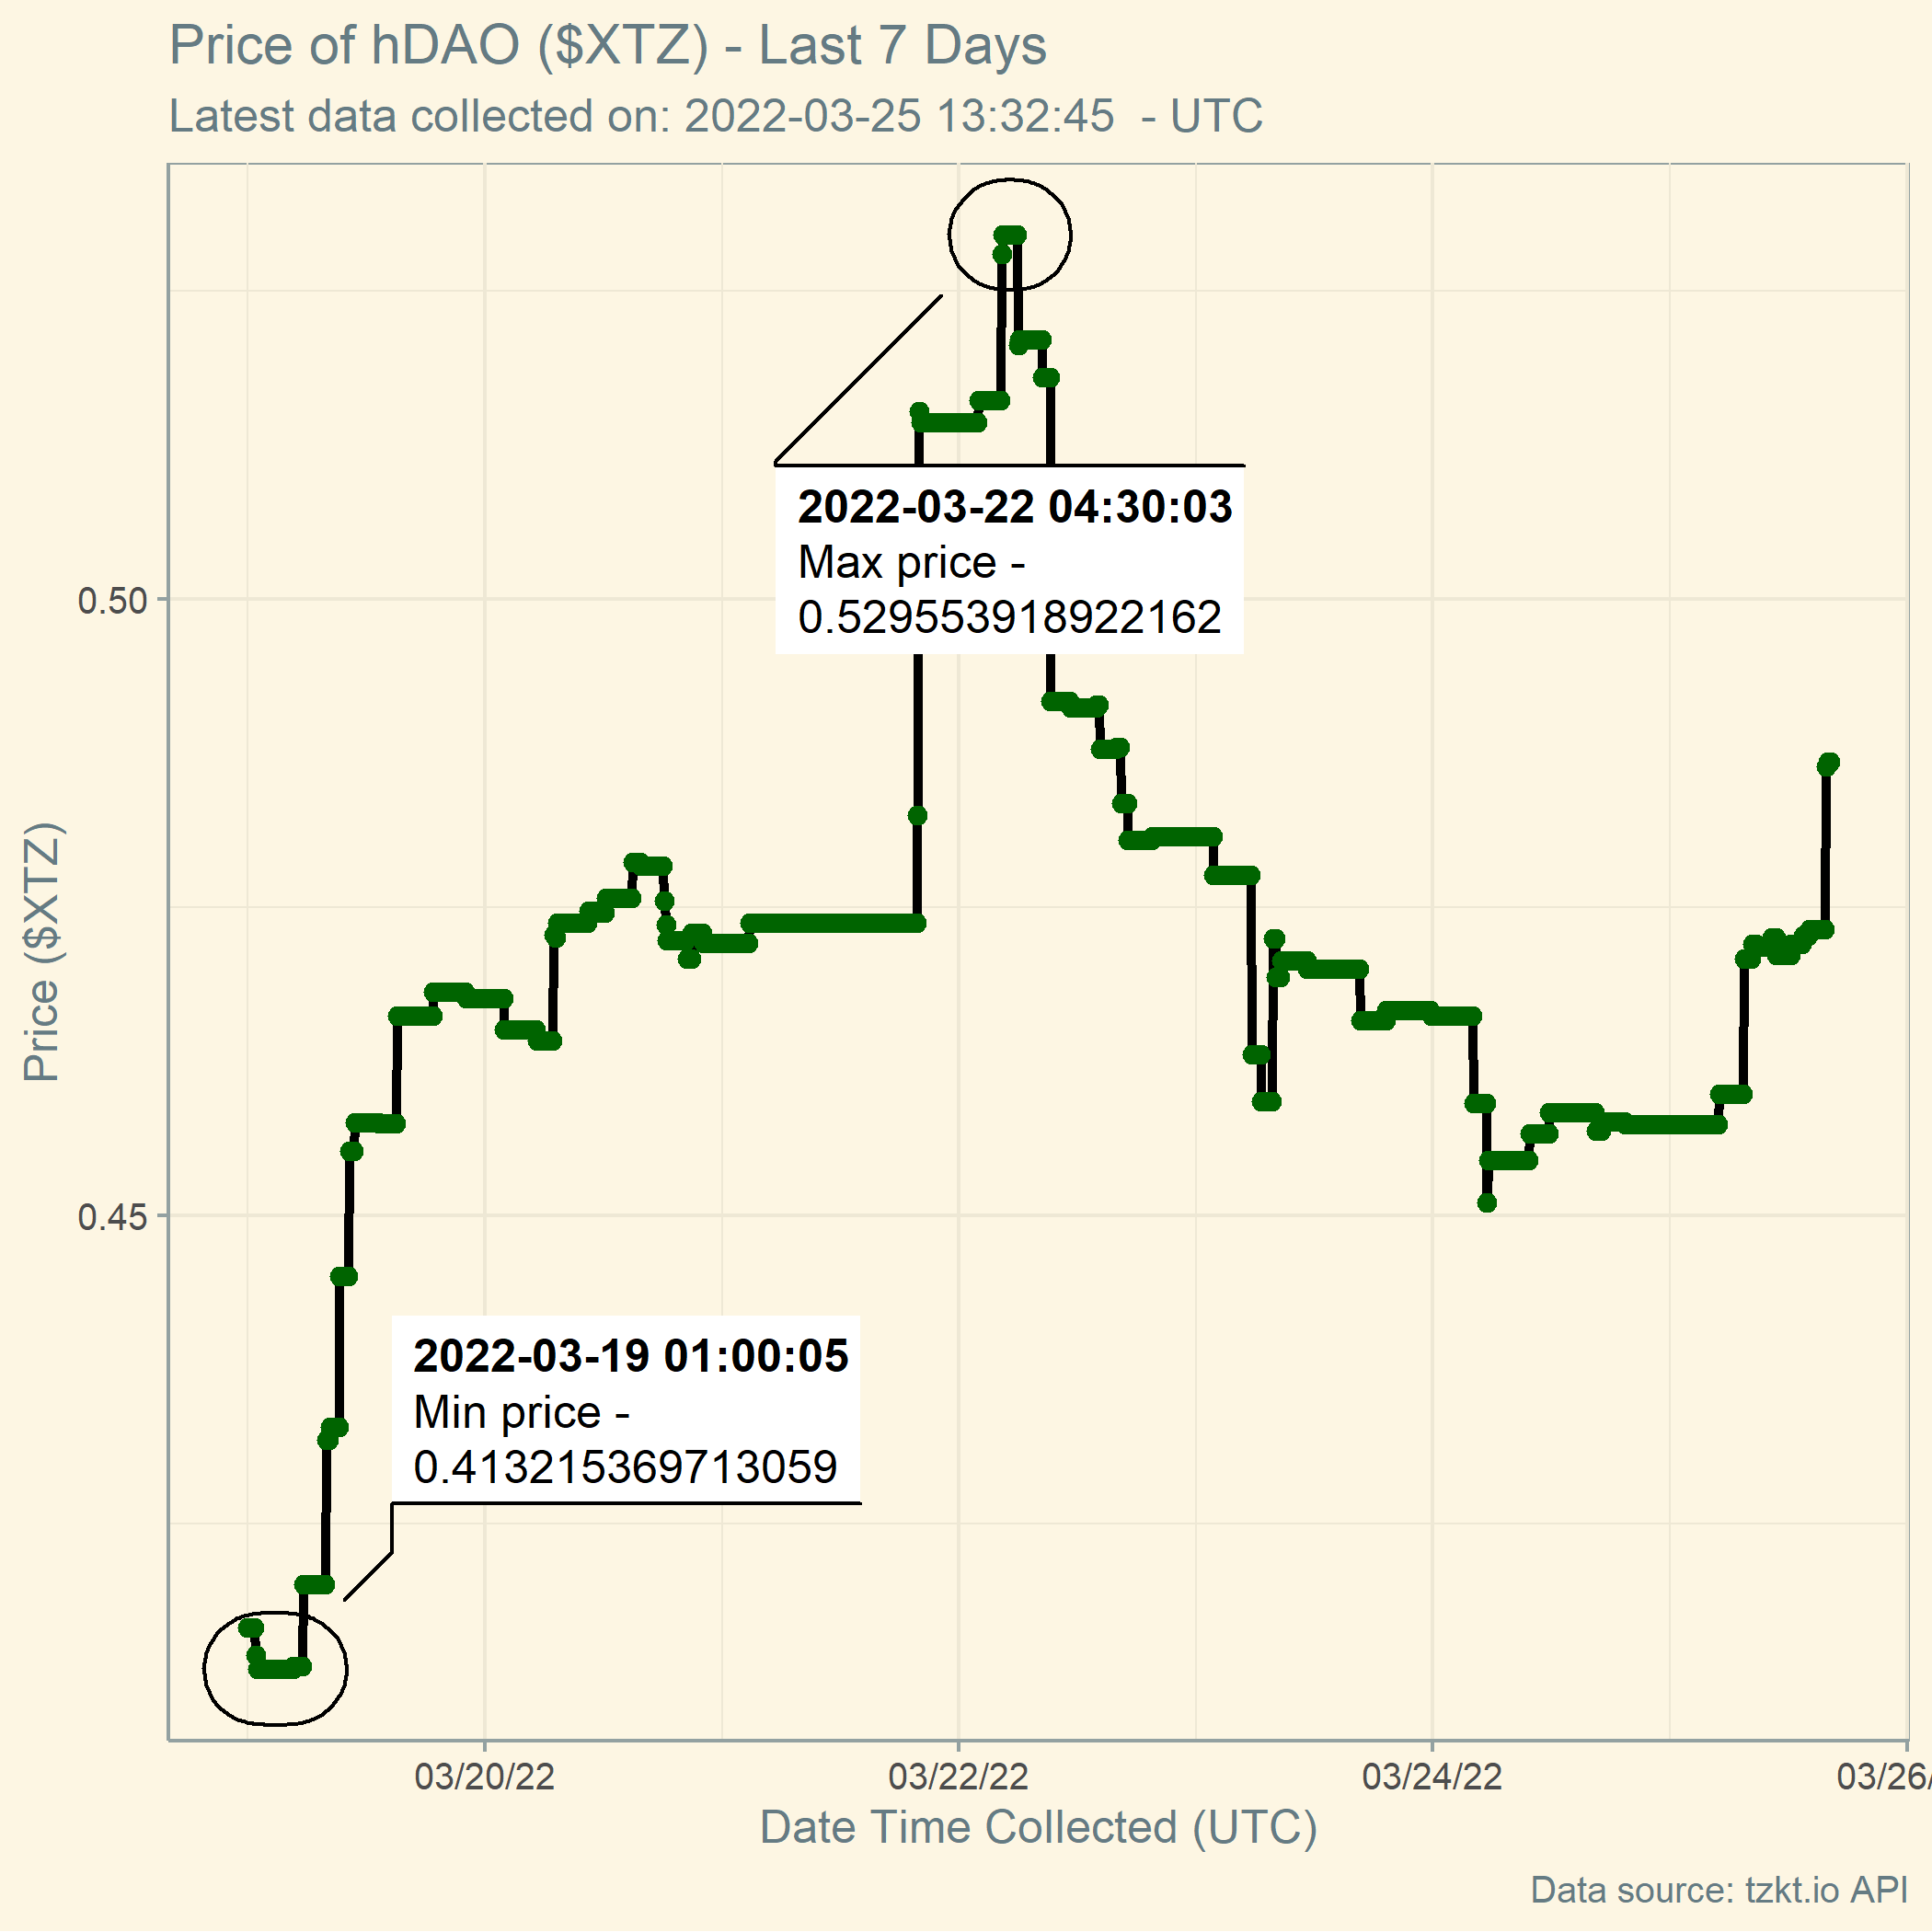 Price of hDAO ($XTZ) - Last 7 Days
Latest data collected on: 2022-03-25 13:32:45  - UTC
2022-03-22 04:30:03
Max price -
0.529553918922162
0.50
Price ($XTZ)
0.45
2022-03-19 01:00:05
Min price -
0.413215369713059
03/20/22 03/22/22 03/24/22 03/26/
Date Time Collected (UTC)
Data source: tzkt.io API